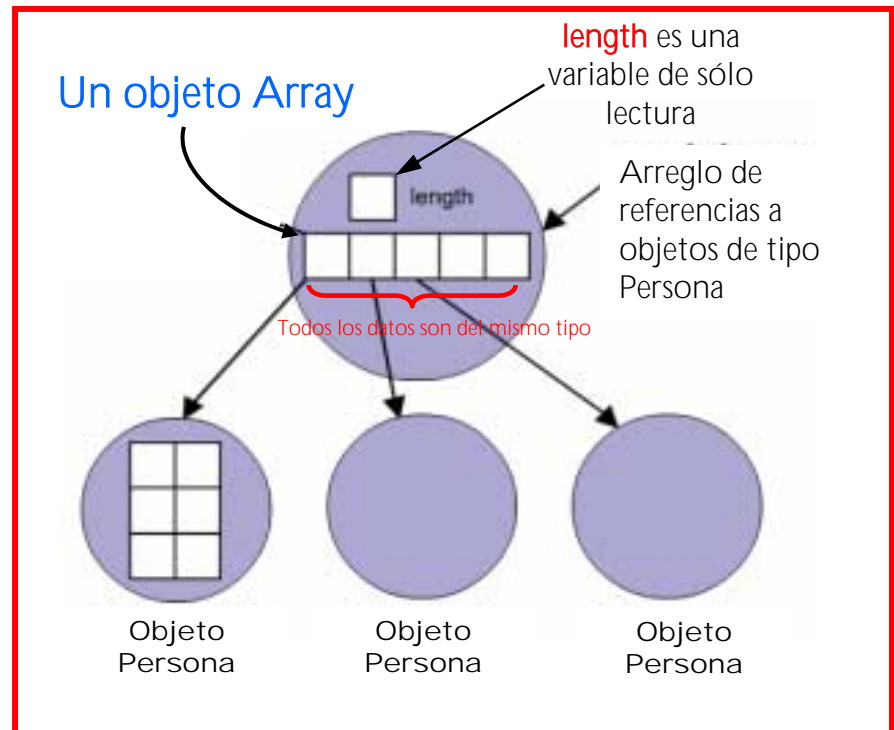 length es una
variable de sólo
lectura
Un objeto Array
Arreglo de
referencias a
objetos de tipo
Persona
length
Todos los datos son del mismo tipo
Objeto
Persona
Objeto
Persona
Objeto
Persona